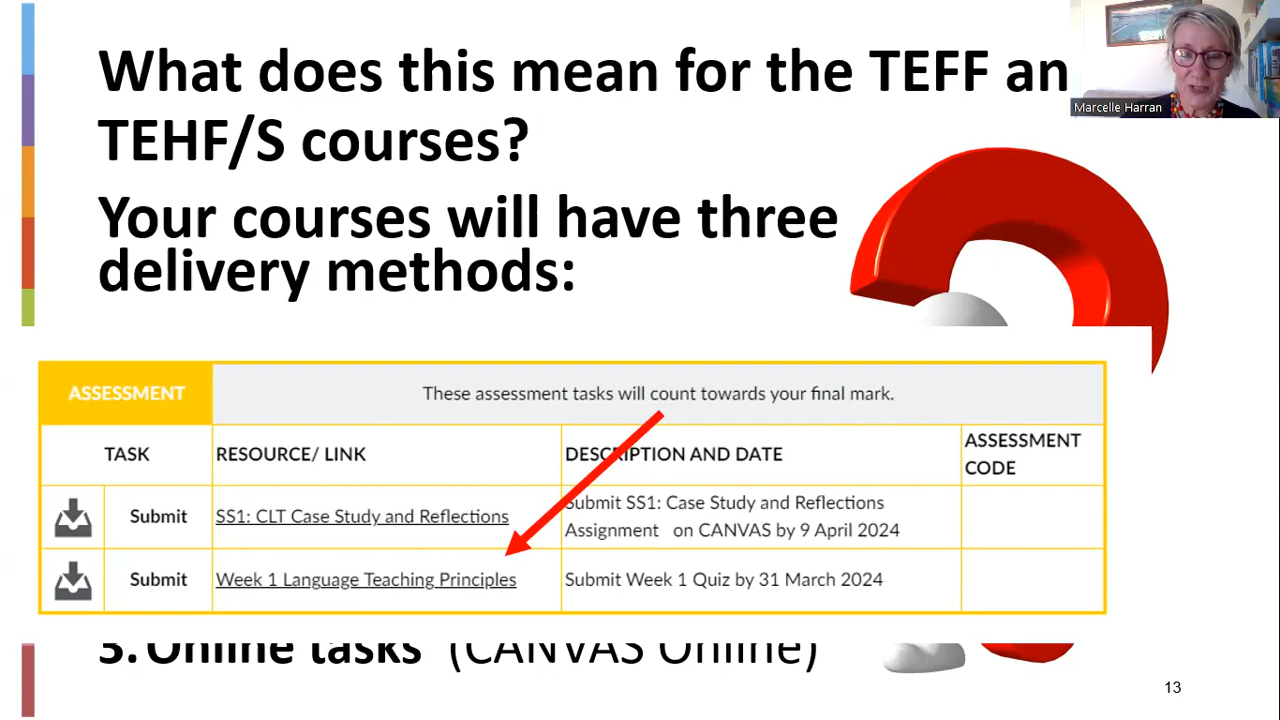 What does this mean for the TEFF an
TEHF/S courses?
Marcelle Harran
Your courses will have three
delivery methods:
ASSESSMENT
These assessment tasks will count towards your final mark.
TASK
RESOURCE/ LINK
DESCRIPTION AND DATE
ASSESSMENT
CODE
Submit
SS1: CLT Case Study and Reflections
Submit SS1: Case Study and Reflections
Assignment on CANVAS by 9 April 2024
Submit
Week 1 Language Teaching Principles
Submit Week 1 Quiz by 31 March 2024
3. Online tasks (CANVAS Online)
13